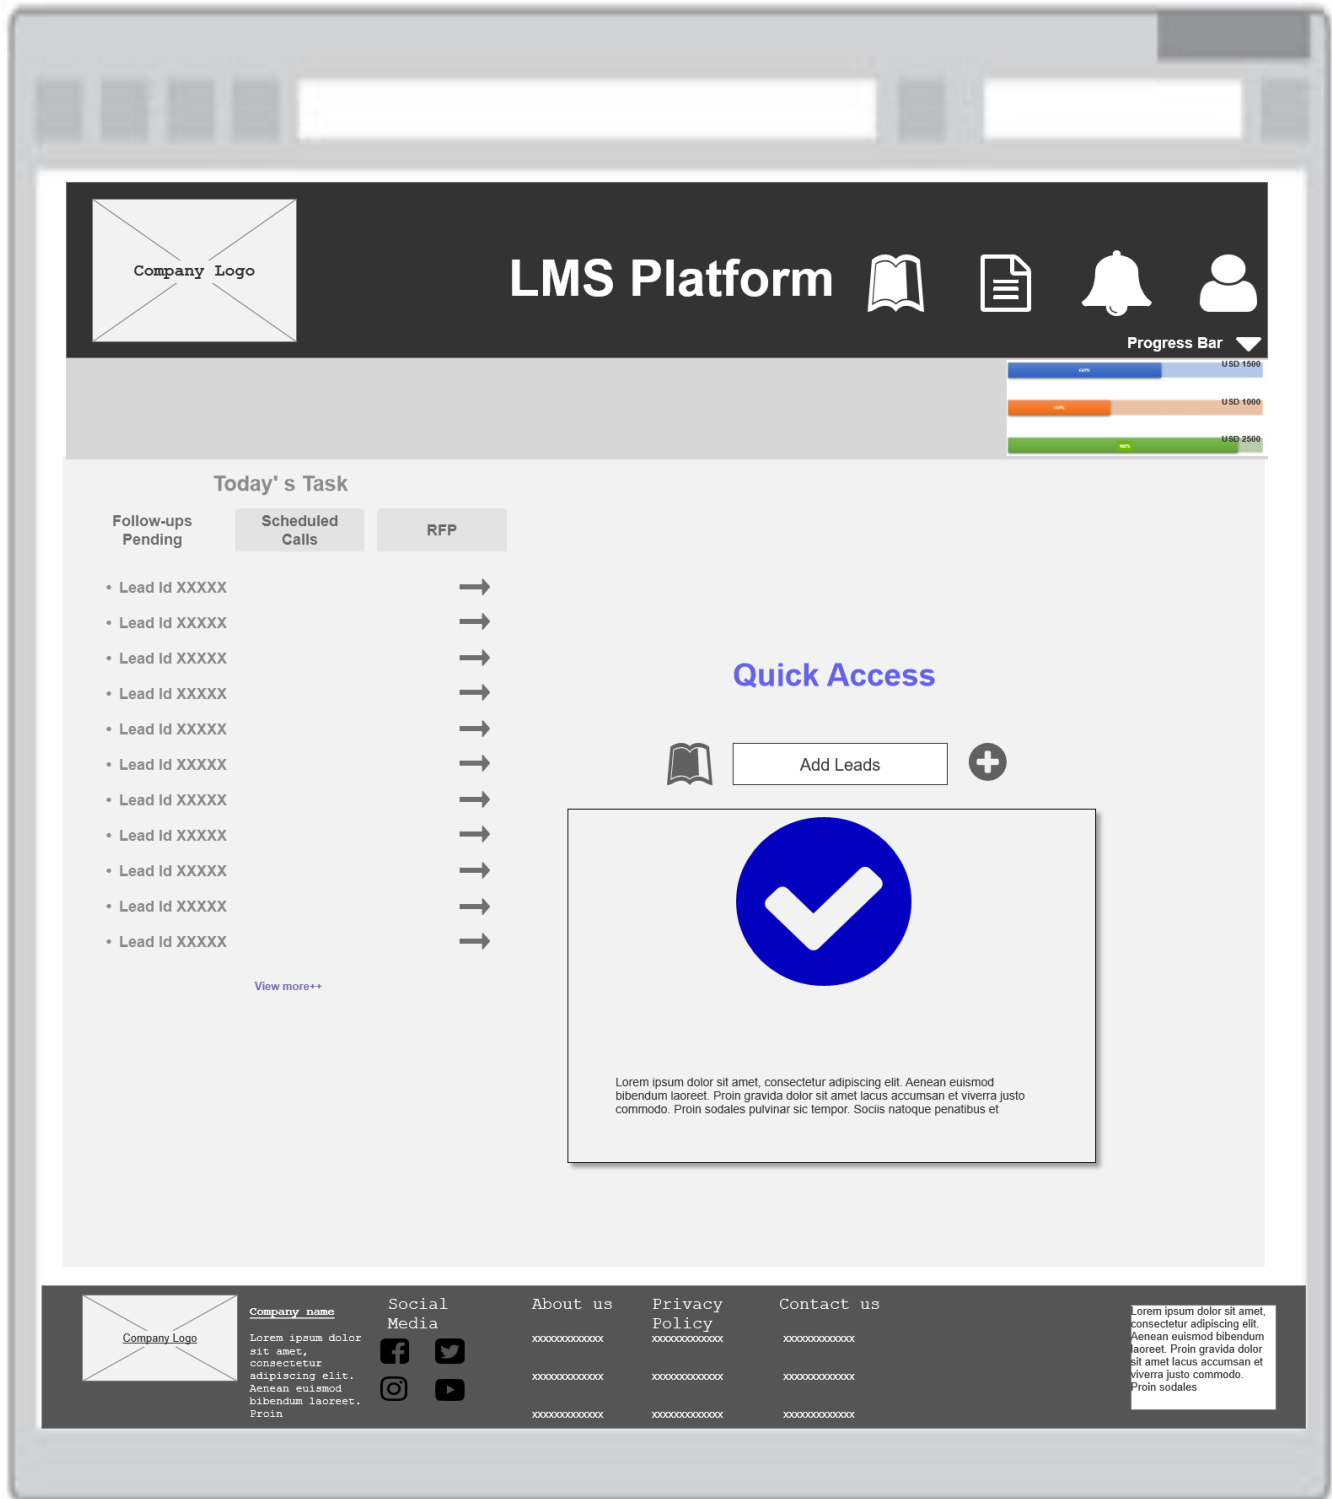 Company Logo
LMS Platform
Progress Bar
USD 1500
USD 1000
USD 2500
Today' s Task
Follow-ups
Pending
Scheduled
Calls
RFP
• Lead Id XXXXX
• Lead Id XXXXX
• Lead Id XXXXX
• Lead Id XXXXX
• Lead Id XXXXX
• Lead Id XXXXX
• Lead Id XXXXX
• Lead Id XXXXX
• Lead Id XXXXX
• Lead Id XXXXX
• Lead Id XXXXX
View more++
Quick Access
Add Leads
Lorem ipsum dolor sit amet, consectetur adipiscing elit. Aenean euismod
bibendum laoreet. Proin gravida dolor sit amet lacus accumsan et viverra justo
commodo. Proin sodales pulvinar sic tempor. Sociis natoque penatibus et
Company Logo
Company name
Lorem ipsum dolor
sit amet,
consectetur
adipiscing elit.
Aenean euismod
bibendum laoreet.
Proin
Social
Media
About us
xxxxxxxxxxxxx
xxxxxxxxxxxxx
xxxxxxxxxxxxx
Privacy
Policy
xxxxxxxxxxxxx
xxxxxxxxxxxxx
xxxxxxxxxxxxx
Contact us
xxxxxxxxxxxxx
xxxxxxxxxxxxx
xxxxxxxxxxxxx
Lorem ipsum dolor sit amet,
consectetur adipiscing elit.
Aenean euismod bibendum
laoreet. Proin gravida dolor
sit amet lacus accumsan et
viverra justo commodo.
Proin sodales